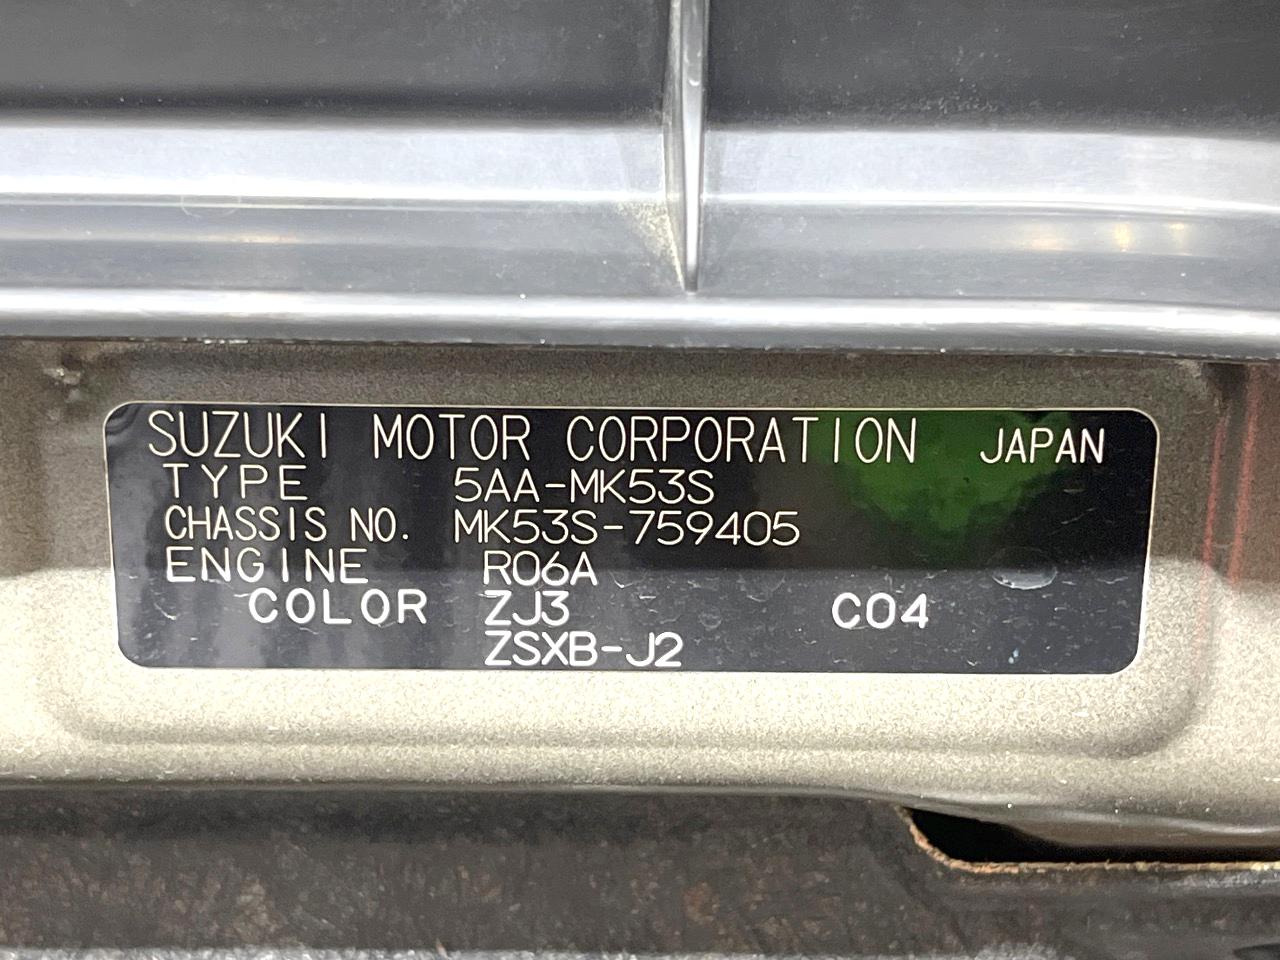 SUZUKI MOTOR CORPORATION JAPAN
TYPE 5AA-MK53S
CHASSIS NO. MK53S-759405
ENGINE R06A
COLOR ZJ3 C04
ZSXB-J2